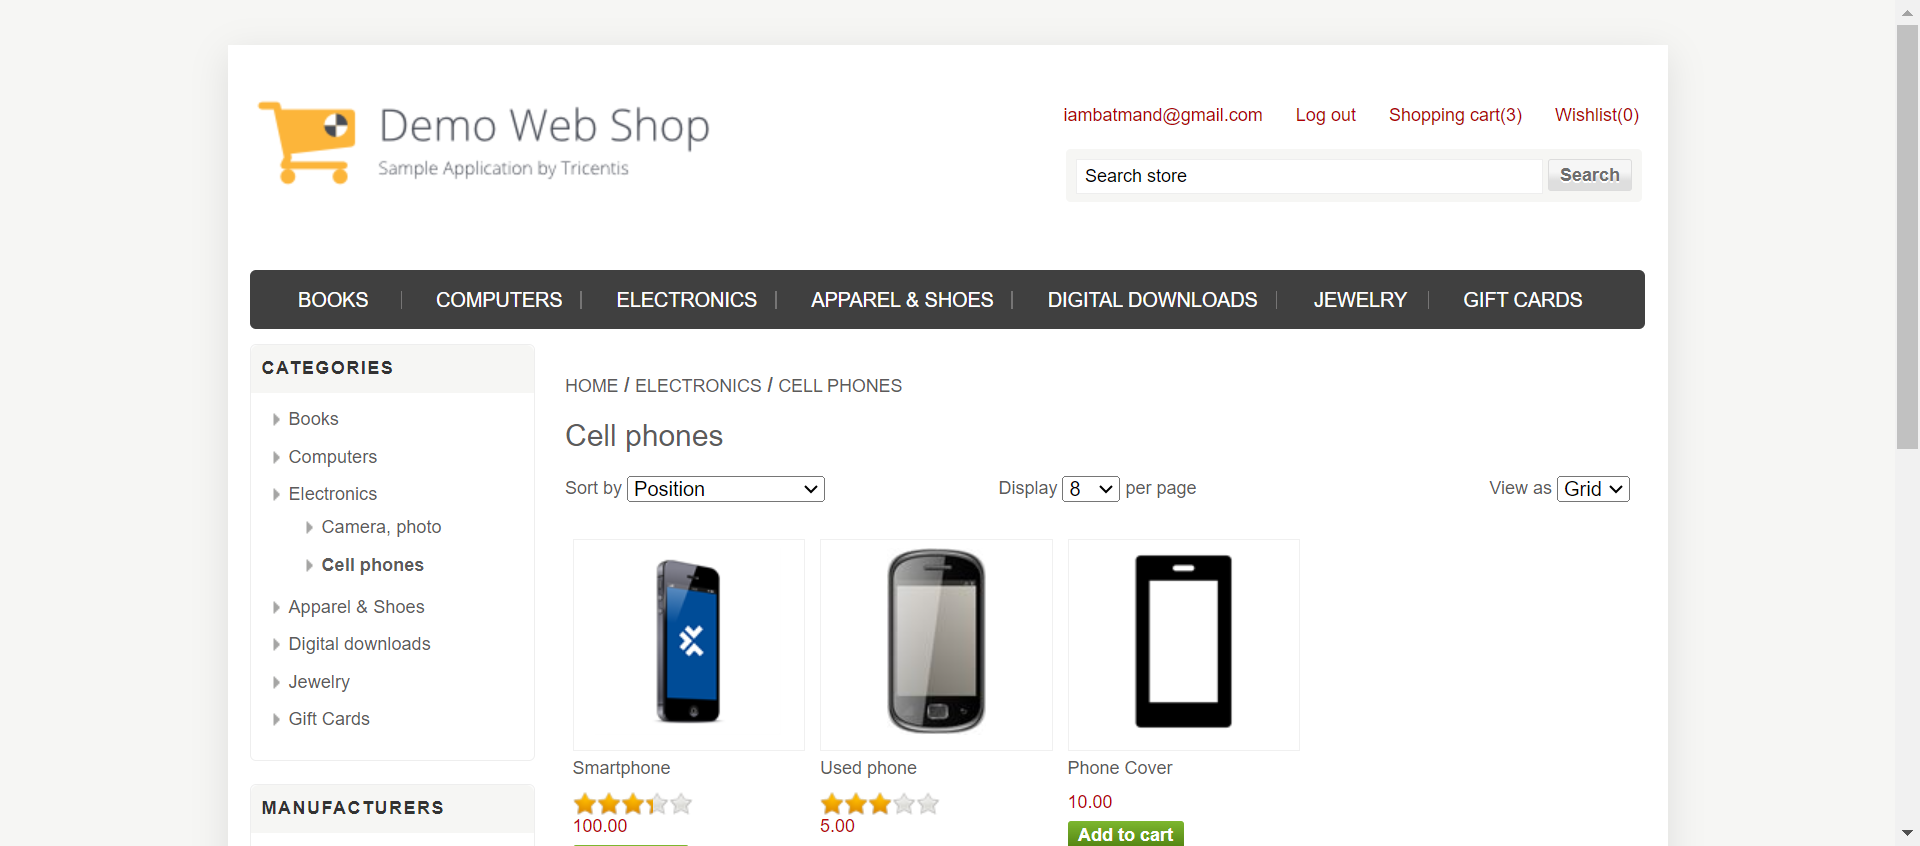 Demo Web Shop
Sample Application by Tricentis
iambatmand@gmail.com Log out Shopping cart(3) Wishlist(0)
Search store Search
BOOKS COMPUTERS ELECTRONICS APPAREL & SHOES DIGITAL DOWNLOADS JEWELRY GIFT CARDS
CATEGORIES
Books
Computers
Electronics
Camera, photo
Cell phones
Apparel & Shoes
Digital downloads
Jewelry
Gift Cards
MANUFACTURERS
HOME / ELECTRONICS / CELL PHONES
Cell phones
Sort by Position Display 8 per page View as Grid
Smartphone
100.00
Used phone
5.00
Phone Cover
10.00
Add to cart